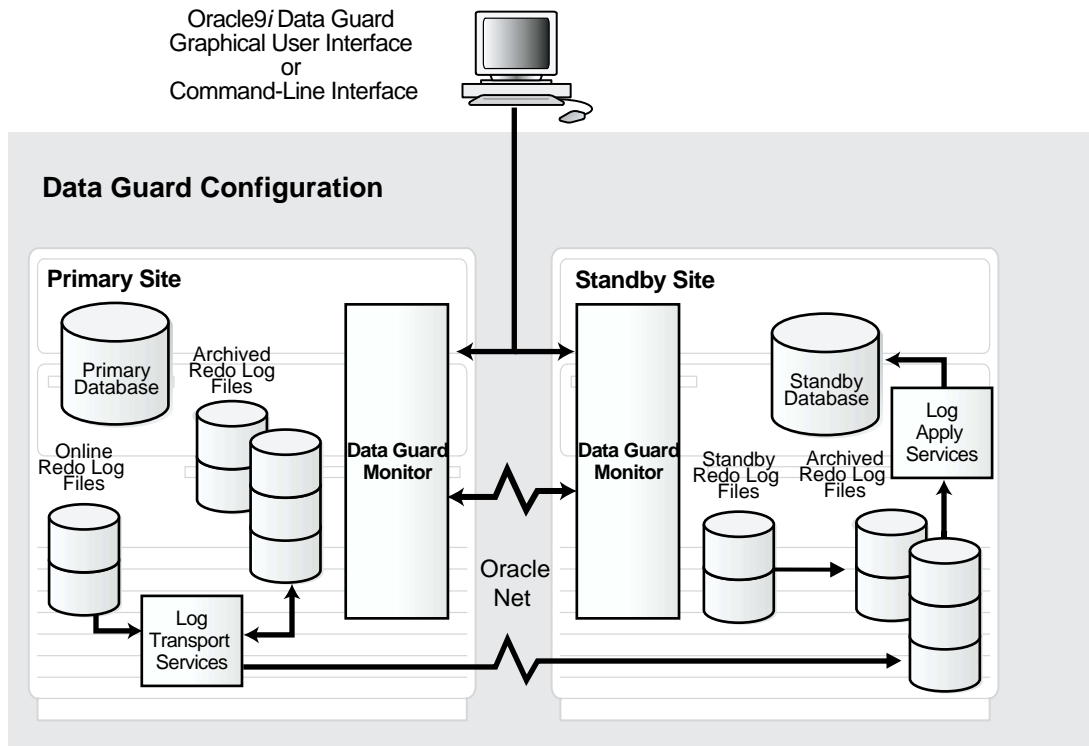 Oracle9i Data Guard
Graphical User Interface
or
Command-Line Interface
Data Guard Configuration
Primary Site
Primary
Database
Archived
Redo Log
Files
Online
Redo Log
Files
Data Guard
Monitor
Log
Transport
Services
Oracle
Net
Standby Site
Data Guard
Monitor
Standby
Database
Log
Apply
Services
Standby
Redo Log
Files
Archived
Redo Log
Files